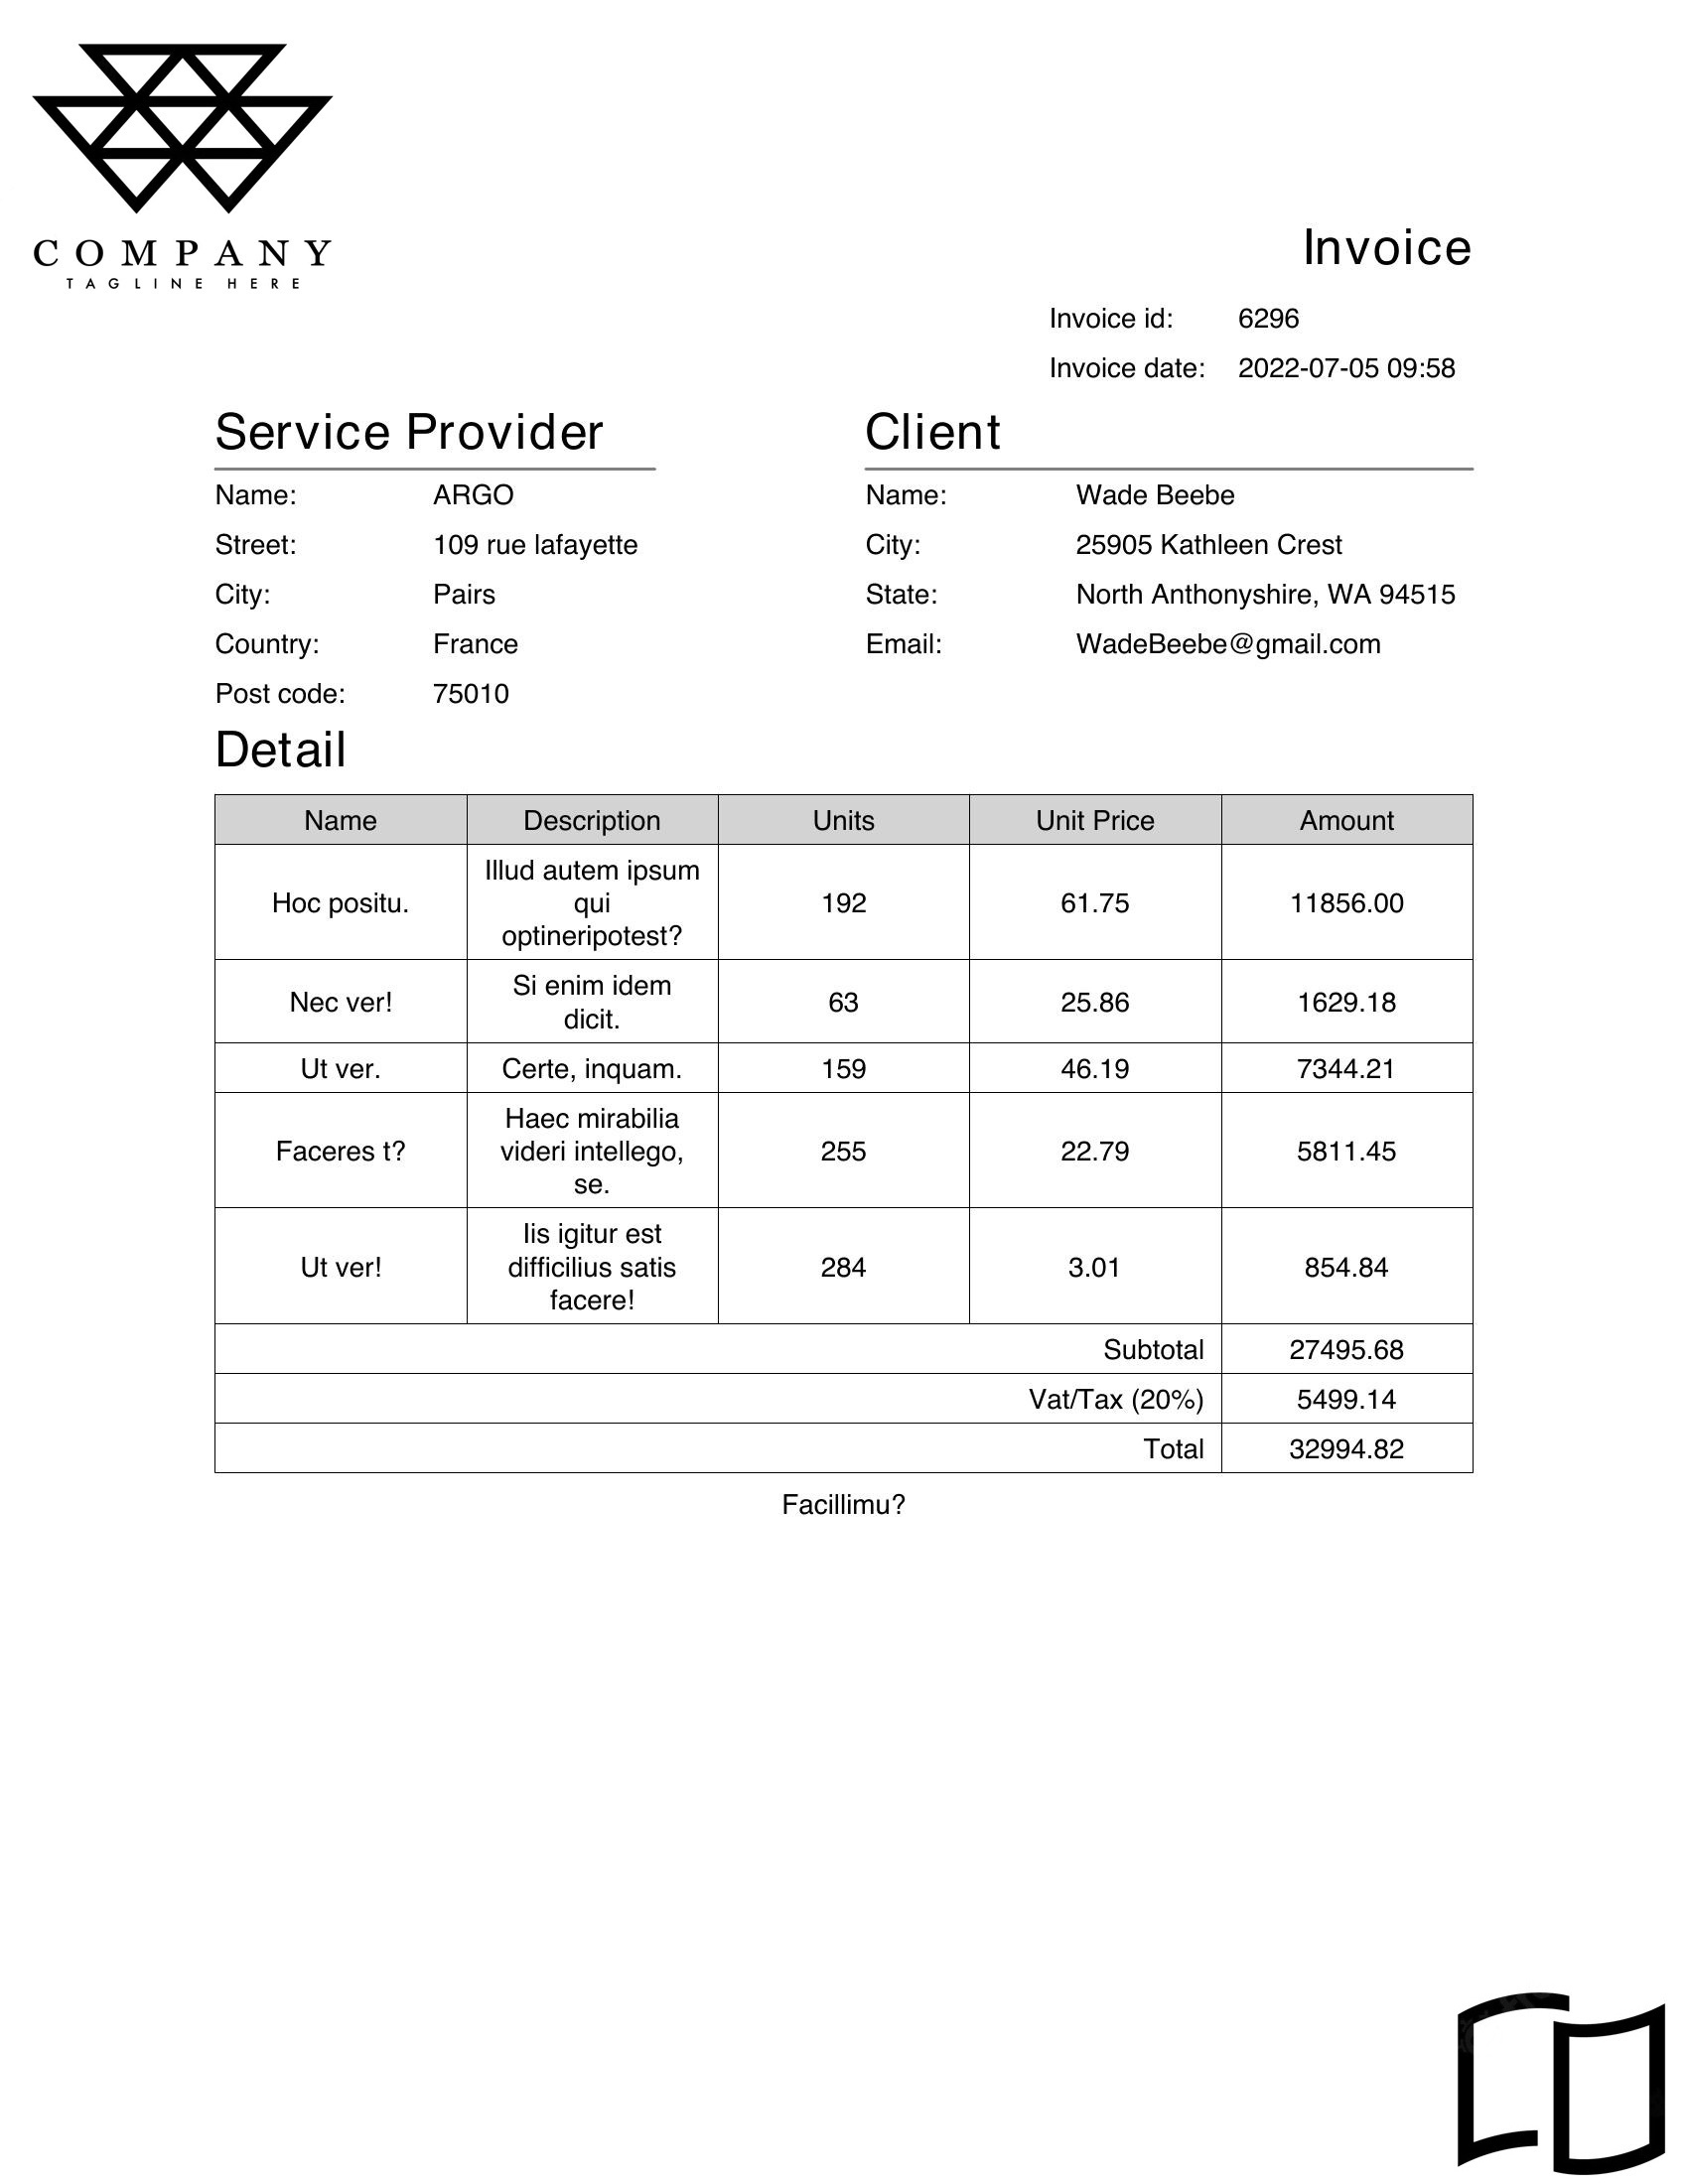 COMPANY
TAGLINE HERE
Invoice
Invoice id: 6296
Invoice date: 2022-07-05 09:58
Service Provider
Name: ARGO
Street: 109 rue lafayette
City: Pairs
Country: France
Post code: 75010
Client
Name: Wade Beebe
City: 25905 Kathleen Crest
State: North Anthonyshire, WA 94515
Email: WadeBeebe@gmail.com
Detail
Name Description Units Unit Price Amount
Hoc positu. Illud autem ipsum qui optineripotest? 192 61.75 11856.00
Nec ver! Si enim idem dicit. 63 25.86 1629.18
Ut ver. Certe, inquam. 159 46.19 7344.21
Faceres t? Haec mirabilia videri intellego, se. 255 22.79 5811.45
Ut ver! Iis igitur est difficilius satis facere! 284 3.01 854.84
Subtotal 27495.68
Vat/Tax (20%) 5499.14
Total 32994.82
Facillimu?